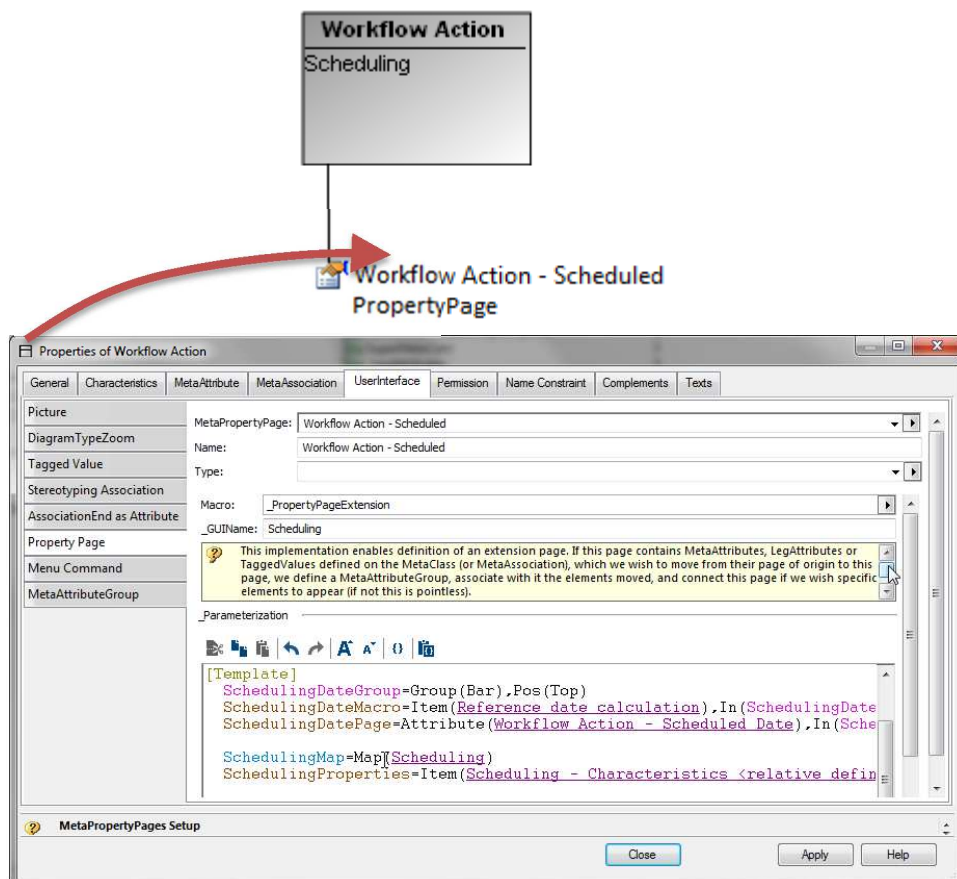 Workflow Action
Scheduling
Workflow Action - Scheduled
PropertyPage
Properties of Workflow Action
General Characteristics MetaAttribute MetaAssociation UserInterface Permission Name Constraint Complements Texts
Picture
DiagramTypeZoom
Tagged Value
Stereotyping Association
AssociationEnd as Attribute
Property Page
Menu Command
MetaAttributeGroup
MetaPropertyPage: Workflow Action - Scheduled
Name: Workflow Action - Scheduled
Type:
Macro: _PropertyPageExtension
_GUIName: Scheduling
This implementation enables definition of an extension page. If this page contains MetaAttributes, LegAttributes or
TaggedValues defined on the MetaClass (or MetaAssociation), which we wish to move from their page of origin to this
page, we define a MetaAttributeGroup, associate with it the elements moved, and connect this page if we wish specific
elements to appear (if not this is pointless).
_Parameterization
[Template]
SchedulingDateGroup=Group(Bar),Pos(Top)
SchedulingDateMacro=Item(Reference date calculation),In(SchedulingDate
SchedulingDatePage=Attribute(Workflow Action - Scheduled Date),In(Sche
SchedulingMap=Map(Scheduling)
SchedulingProperties=Item(Scheduling - Characteristics <relative defin
MetaPropertyPages Setup
Close Apply Help